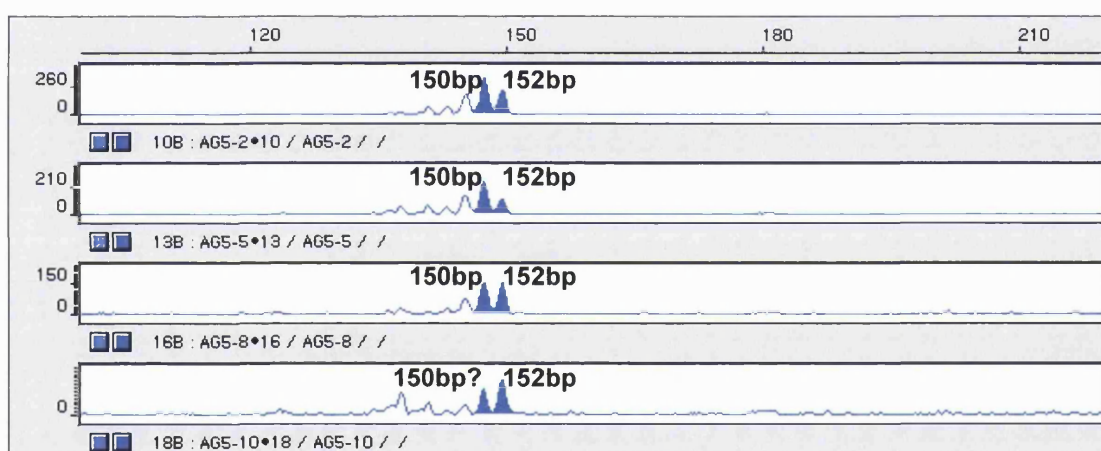 120 150 180 210
260 150bp 152bp
0
10B : AG5-2•10 / AG5-2 / /
210 150bp 152bp
0
13B : AG5-5•13 / AG5-5 / /
150 150bp 152bp
0
16B : AG5-8•16 / AG5-8 / /
150bp? 152bp
0
18B : AG5-10•18 / AG5-10 / /